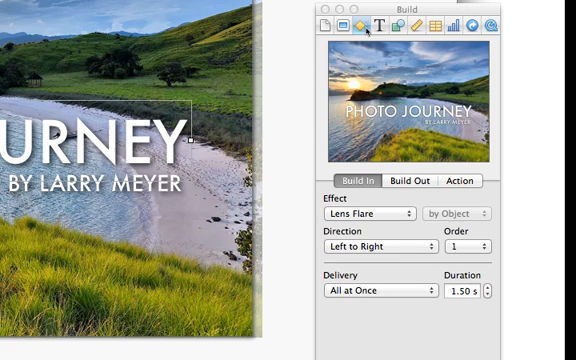 Build
T
PHOTO JOURNEY
BY LARRY MEYER
URNEY
BY LARRY MEYER
Build In Build Out Action
Effect
Lens Flare by Object
Direction Order
Left to Right 1
Delivery Duration
All at Once 1.50 s